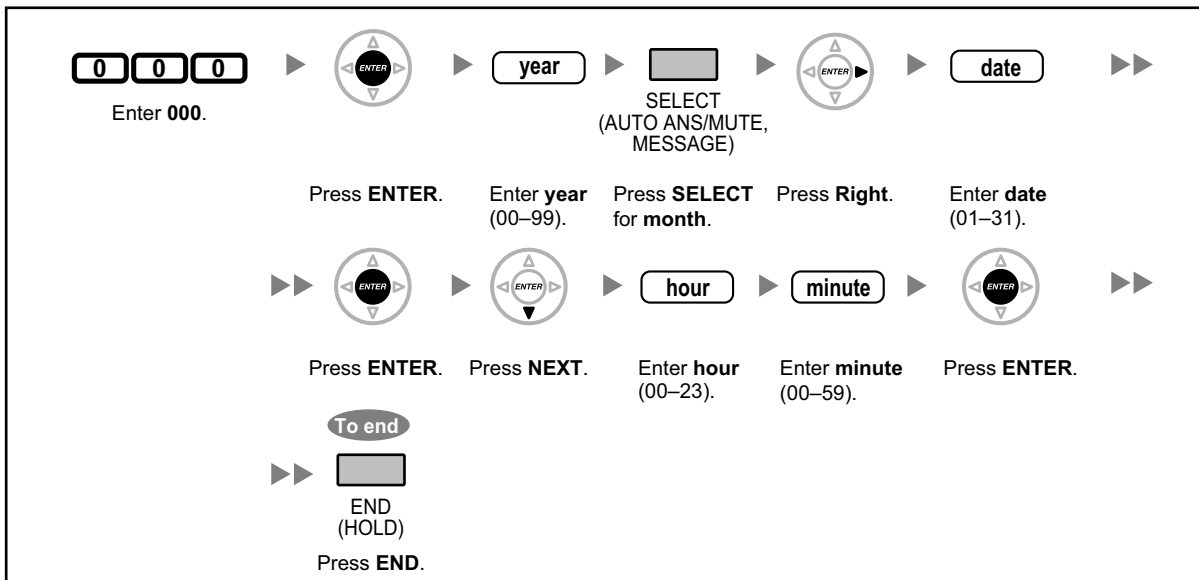 0 0 0
ENTER
year
SELECT
(AUTO ANS/MUTE,
MESSAGE)
ENTER
date
Enter 000.
Press ENTER.
Enter year
(00–99).
Press SELECT
for month.
Press Right.
Enter date
(01–31).
ENTER
ENTER
hour
minute
ENTER
Press ENTER.
Press NEXT.
Enter hour
(00–23).
Enter minute
(00–59).
Press ENTER.
To end
END
(HOLD)
Press END.